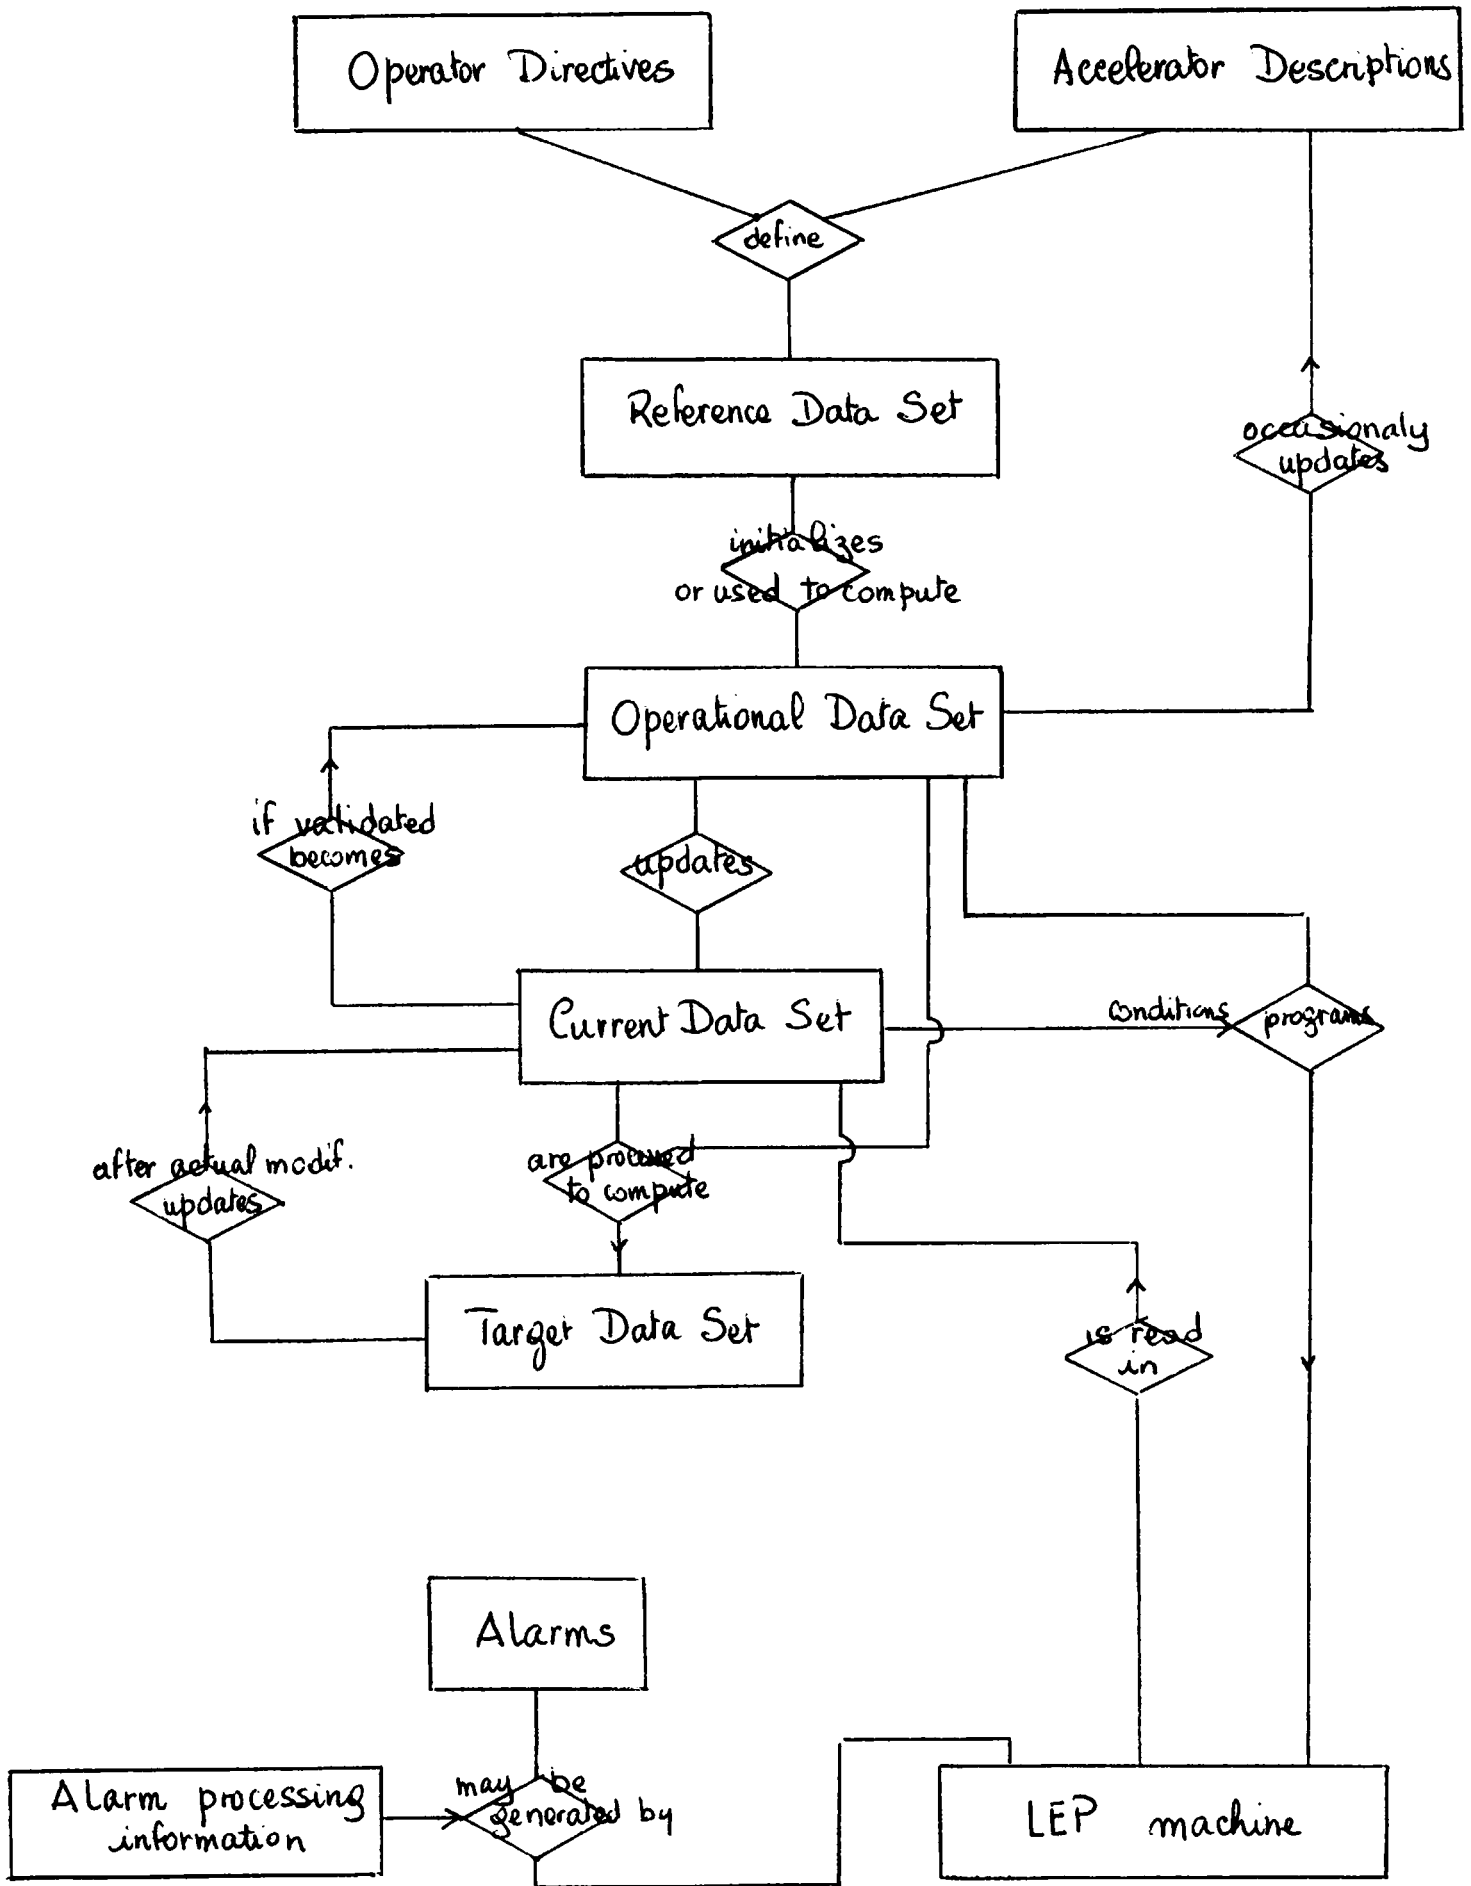 Operator Directives
Accelerator Descriptions
define
Reference Data Set
occasionaly
updates
initializes
or used to compute
Operational Data Set
if validated
becomes
updates
Current Data Set
conditions
programs
after actual modif.
updates
are processed
to compute
Target Data Set
is read
in
Alarms
may be
generated by
Alarm processing
information
LEP machine